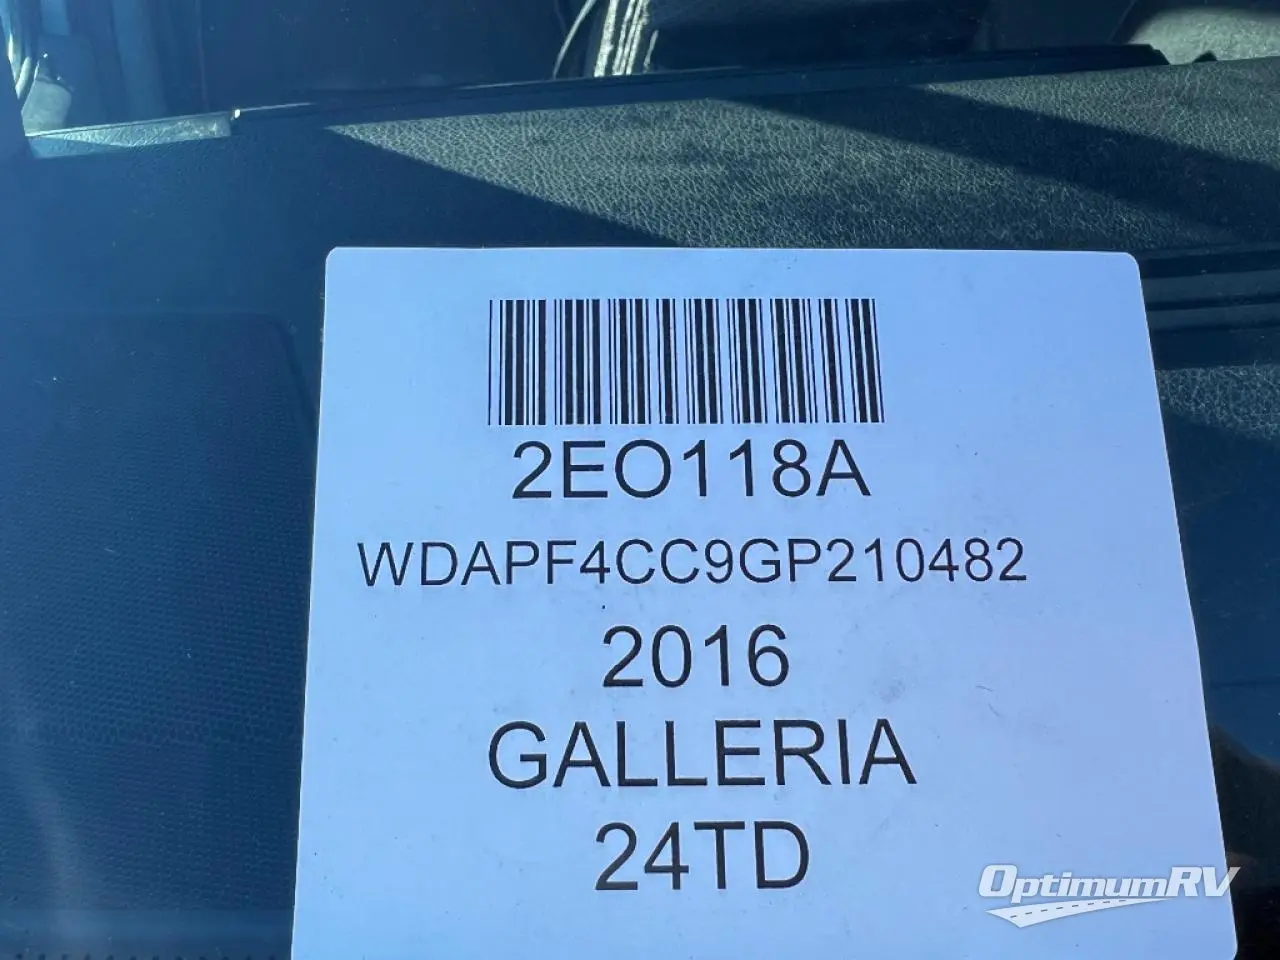 2EO118A
WDAPF4CC9GP210482
2016
GALLERIA
24TD
OptimumRV